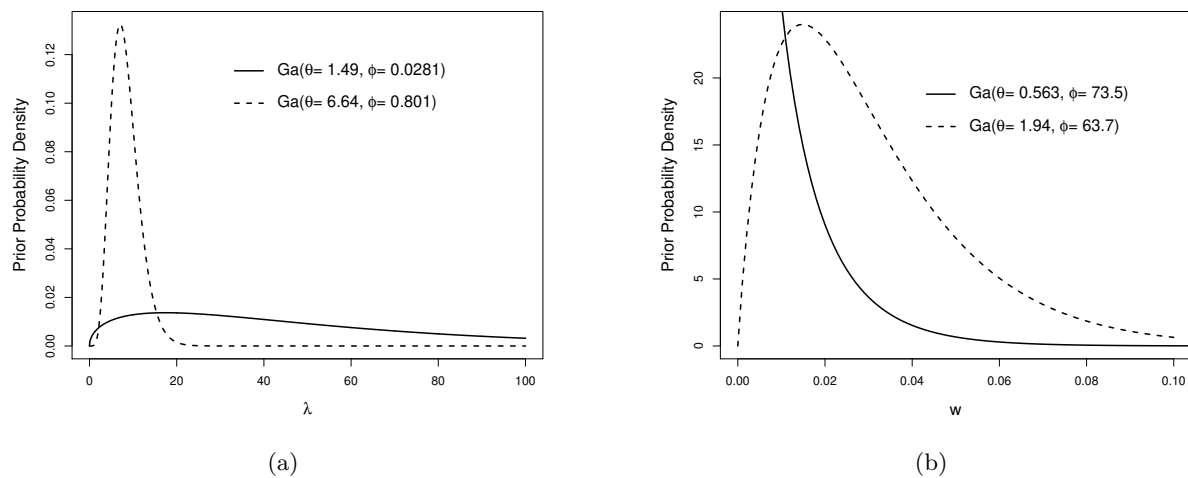 Prior Probability Density
0.00 0.02 0.04 0.06 0.08 0.10 0.12
Ga(θ= 1.49, ϕ= 0.0281)
Ga(θ= 6.64, ϕ= 0.801)
0 20 40 60 80 100
λ
(a)
Prior Probability Density
0 5 10 15 20
Ga(θ= 0.563, ϕ= 73.5)
Ga(θ= 1.94, ϕ= 63.7)
0.00 0.02 0.04 0.06 0.08 0.10
w
(b)